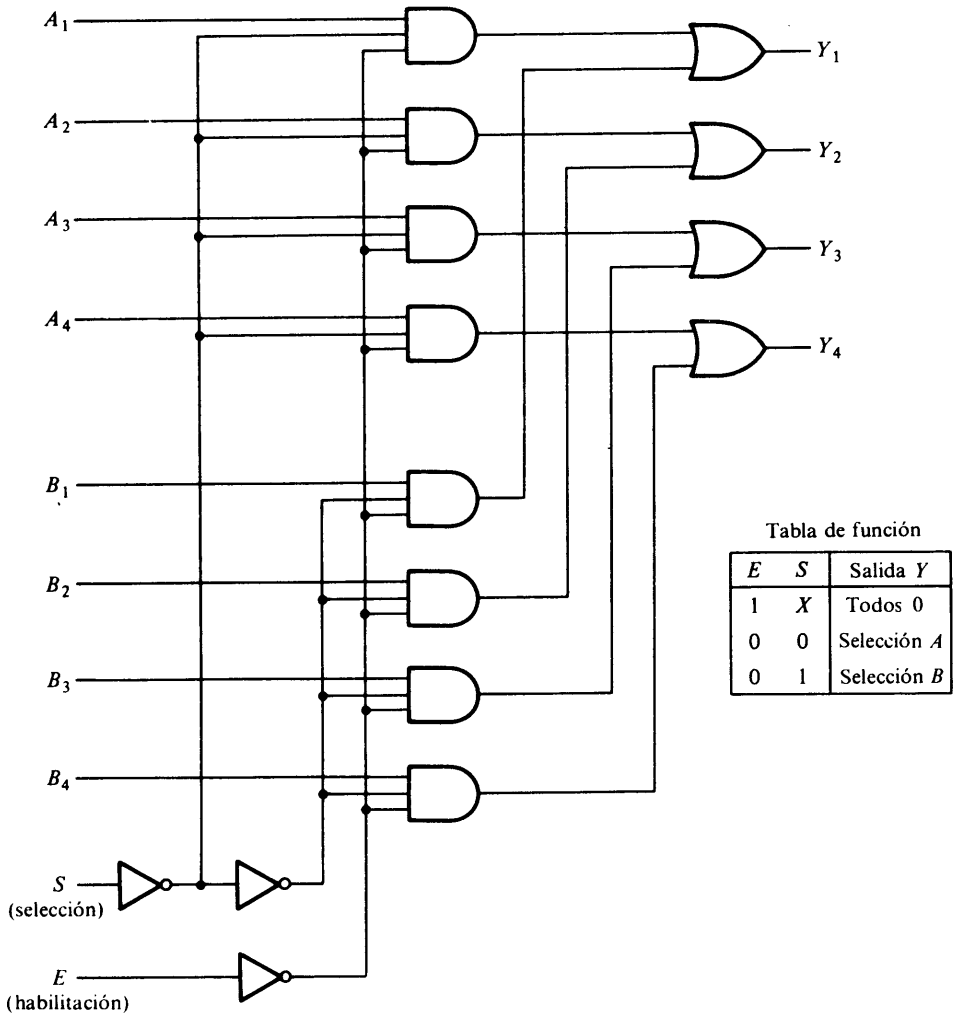 A1
Y1
A2
Y2
A3
Y3
A4
Y4
B1
B2
B3
B4
S
(selección)
E
(habilitación)
Tabla de función
E S Salida Y
1 X Todos 0
0 0 Selección A
0 1 Selección B